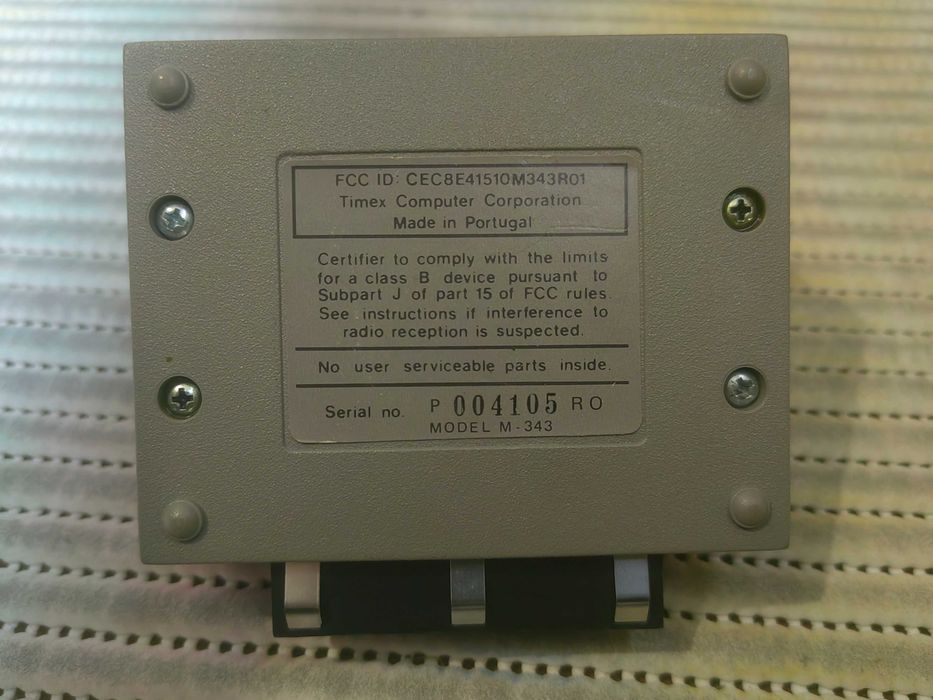 FCC ID: CEC8E41510M343R01
Timex Computer Corporation
Made in Portugal
Certifier to comply with the limits
for a class B device pursuant to
Subpart J of part 15 of FCC rules.
See instructions if interference to
radio reception is suspected.
No user serviceable parts inside.
Serial no. P 004105 RO
MODEL M-343